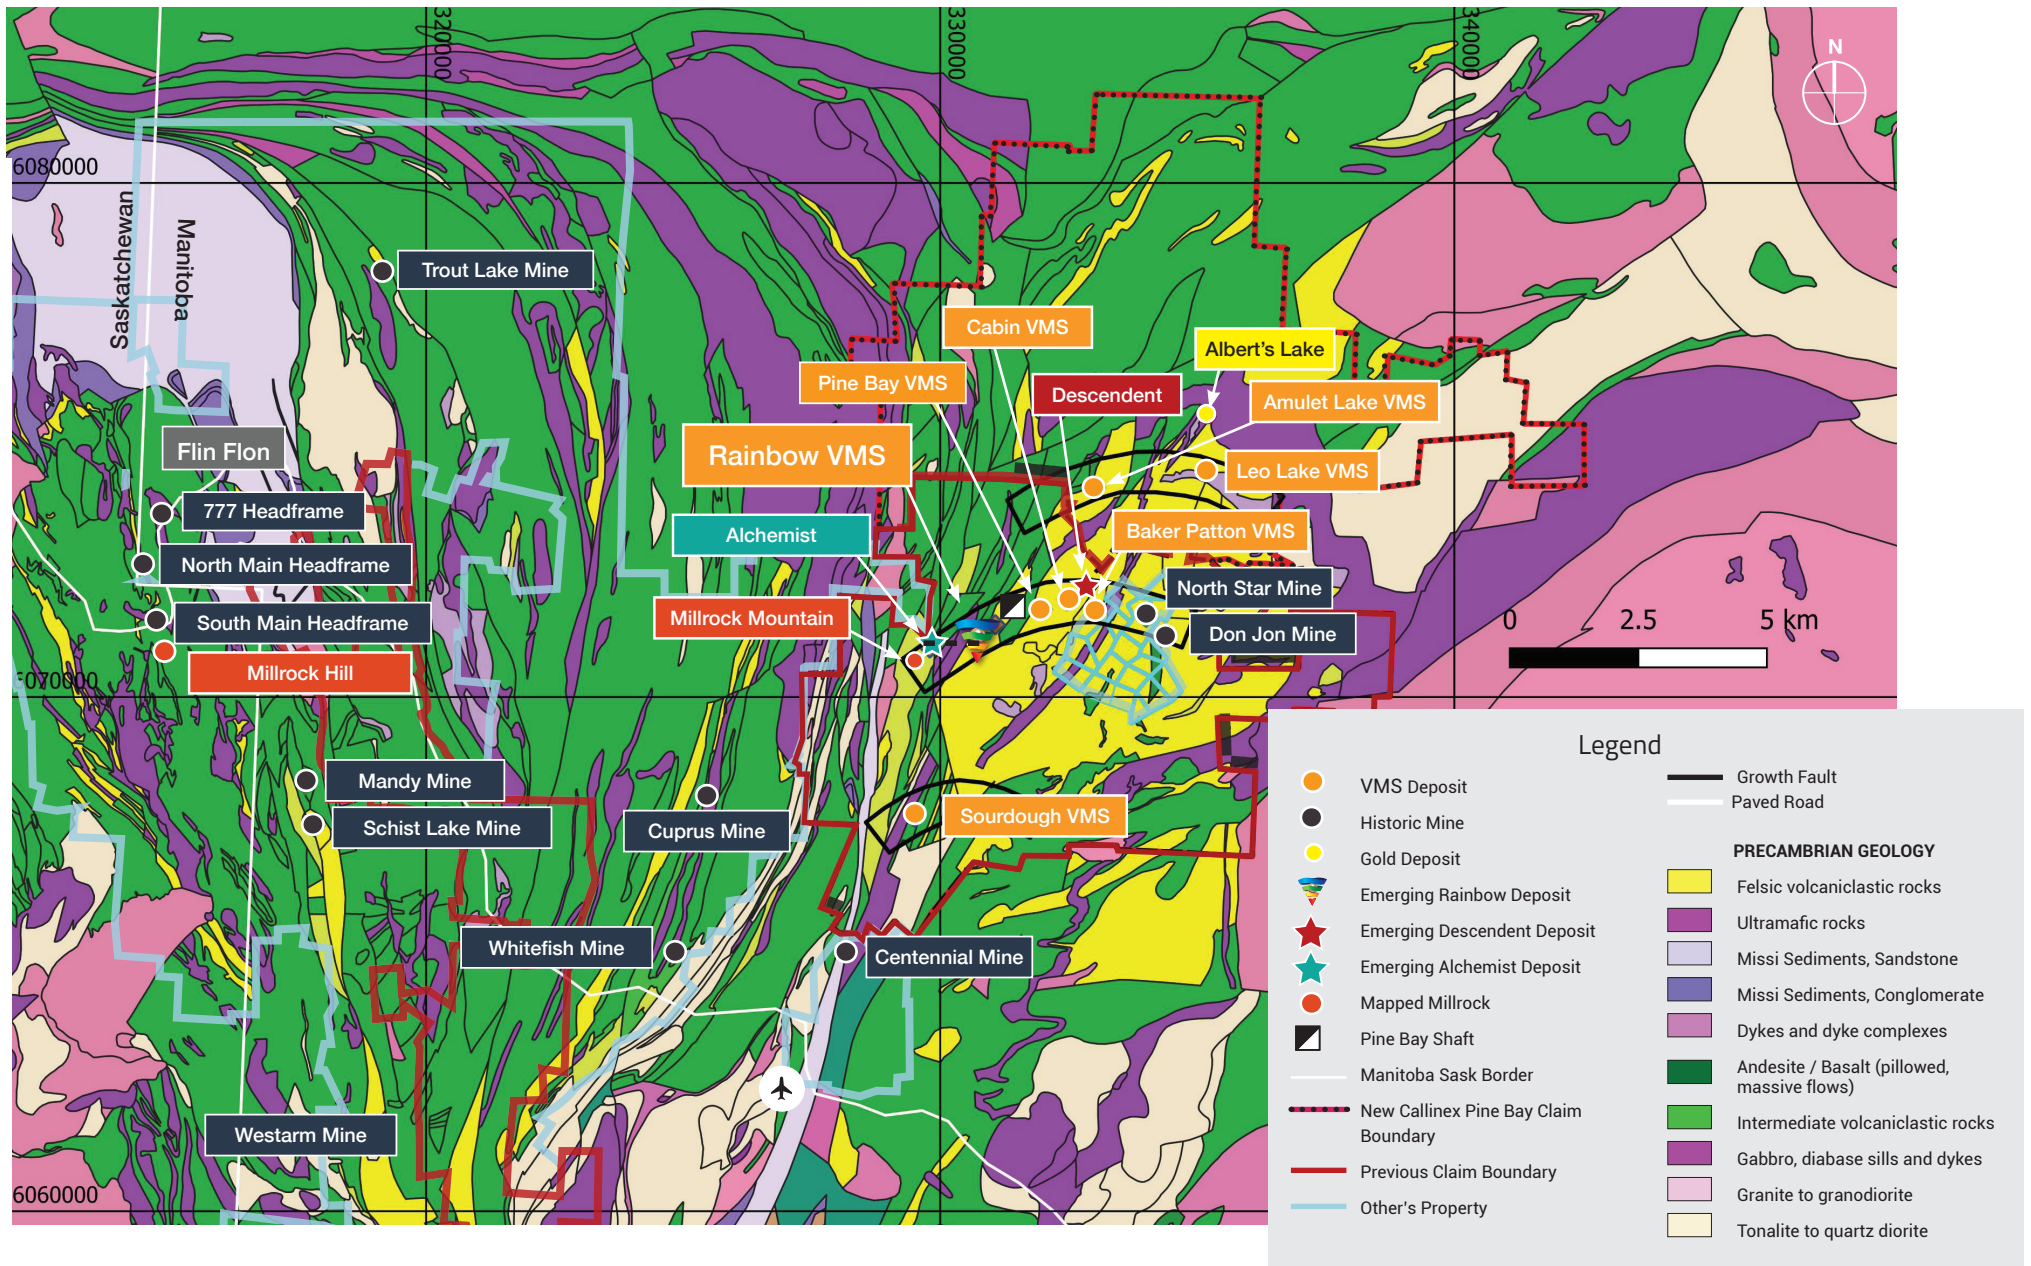 320000
330000
340000
N
6080000
Saskatchewan
Manitoba
Trout Lake Mine
Cabin VMS
Albert's Lake
Pine Bay VMS
Descendent
Amulet Lake VMS
Flin Flon
Rainbow VMS
Leo Lake VMS
777 Headframe
Alchemist
Baker Patton VMS
North Main Headframe
North Star Mine
South Main Headframe
Millrock Mountain
Don Jon Mine
0 2.5 5 km
Millrock Hill
6070000
Mandy Mine
Schist Lake Mine
Cuprus Mine
Sourdough VMS
Whitefish Mine
Centennial Mine
Westarm Mine
6060000
Legend
VMS Deposit
Historic Mine
Gold Deposit
Emerging Rainbow Deposit
Emerging Descendent Deposit
Emerging Alchemist Deposit
Mapped Millrock
Pine Bay Shaft
Manitoba Sask Border
New Callinex Pine Bay Claim
Boundary
Previous Claim Boundary
Other's Property
Growth Fault
Paved Road
PRECAMBRIAN GEOLOGY
Felsic volcaniclastic rocks
Ultramafic rocks
Missi Sediments, Sandstone
Missi Sediments, Conglomerate
Dykes and dyke complexes
Andesite / Basalt (pillowed,
massive flows)
Intermediate volcaniclastic rocks
Gabbro, diabase sills and dykes
Granite to granodiorite
Tonalite to quartz diorite